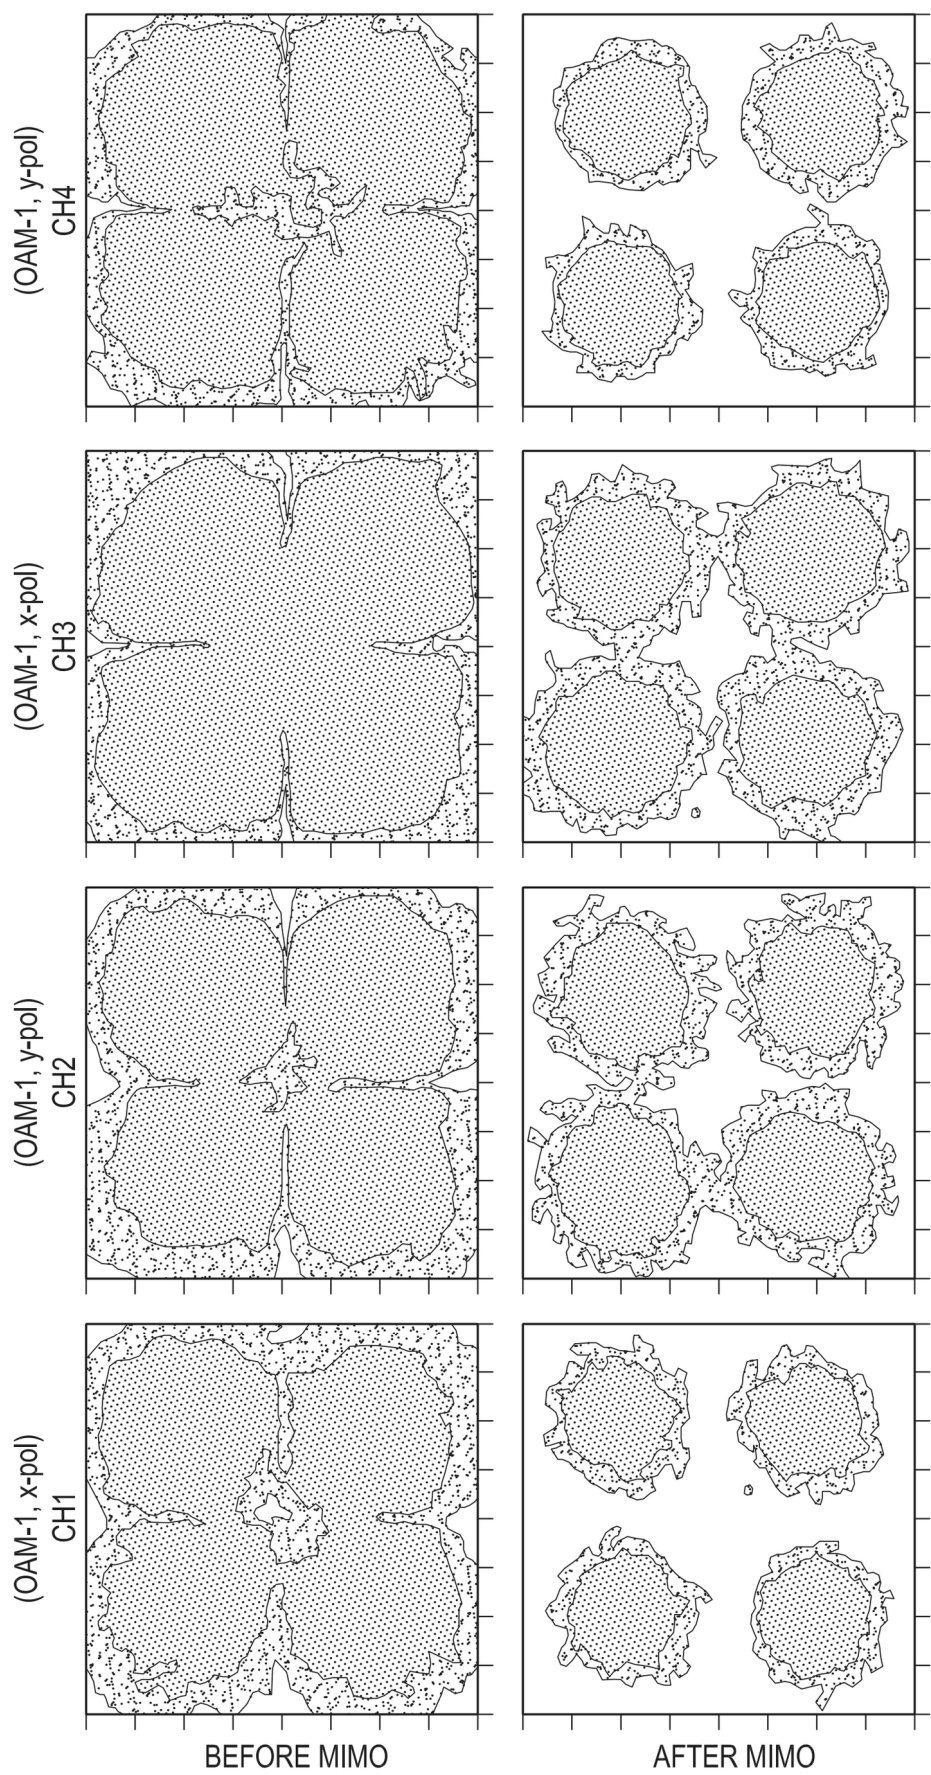 (OAM-1, y-pol)
CH4
(OAM-1, x-pol)
CH3
(OAM-1, y-pol)
CH2
(OAM-1, x-pol)
CH1
BEFORE MIMO
AFTER MIMO